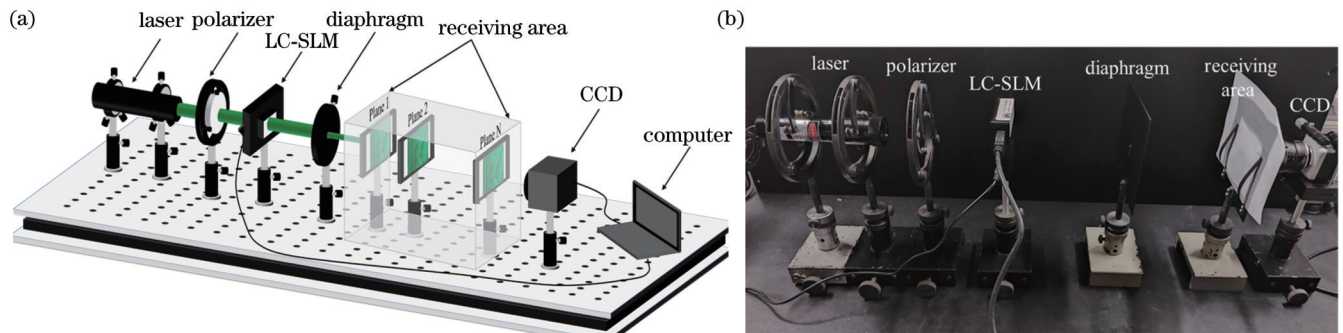 (a)
laser
polarizer
LC-SLM
diaphragm
receiving area
Plane 1
Plane 2
Plane N
CCD
computer
(b)
laser
polarizer
LC-SLM
diaphragm
receiving
area
CCD